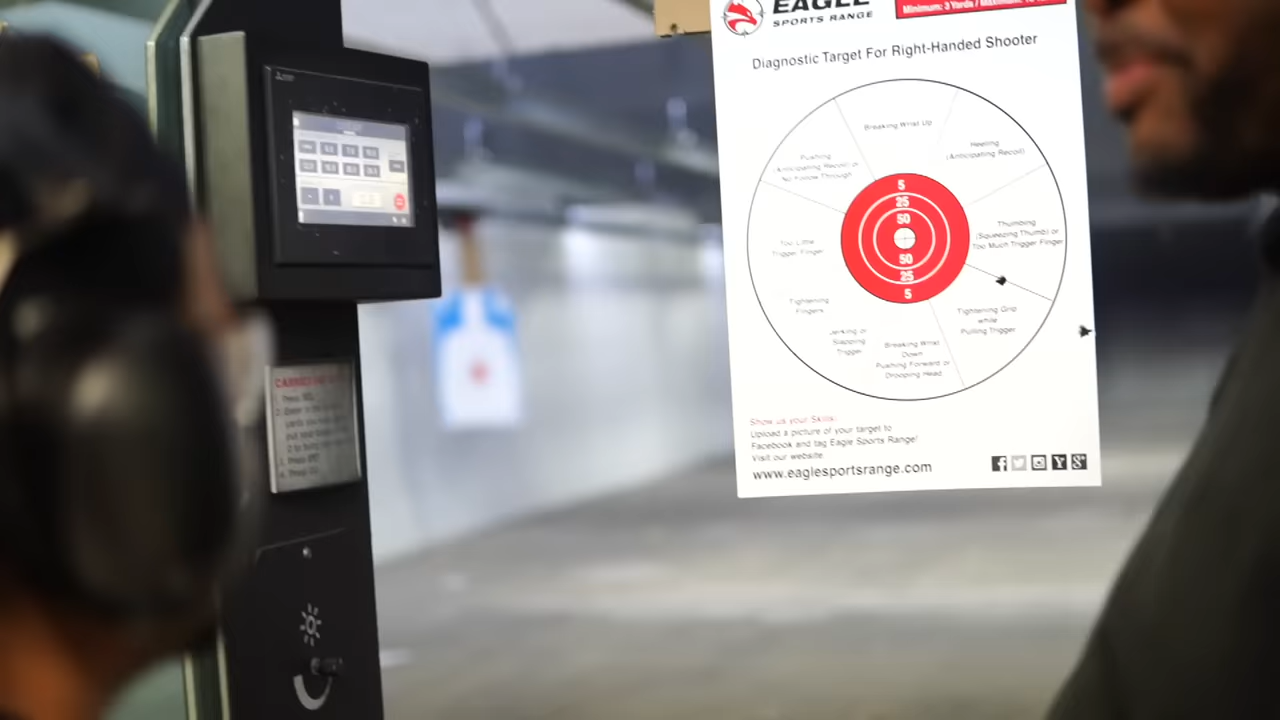 EAGLE
SPORTS RANGE
Minimum: 3 Yards / Maximum:
Diagnostic Target For Right-Handed Shooter
Breaking Wrist Up
Heeling
(Anticipating Recoil)
Pushing
(Anticipating Recoil) or
No Follow Through
Thumbing
(Squeezing Thumb) or
Too Much Trigger Finger
Too Little
Trigger Finger
5
25
50
50
25
5
Tightening
Fingers
Tightening Grip
while
Pulling Trigger
Jerking or
Slapping
Trigger
Breaking Wrist
Down
Pushing Forward or
Drooping Head
Show us your Skills:
Upload a picture of your target to
Facebook and tag Eagle Sports Range!
Visit our website
www.eaglesportsrange.com